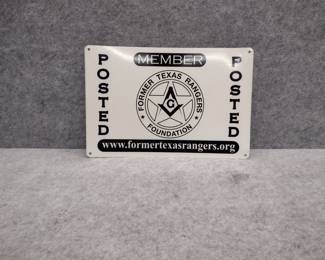 MEMBER
POSTED
FORMER TEXAS RANGERS
G
FOUNDATION
POSTED
www.formertexasrangers.org